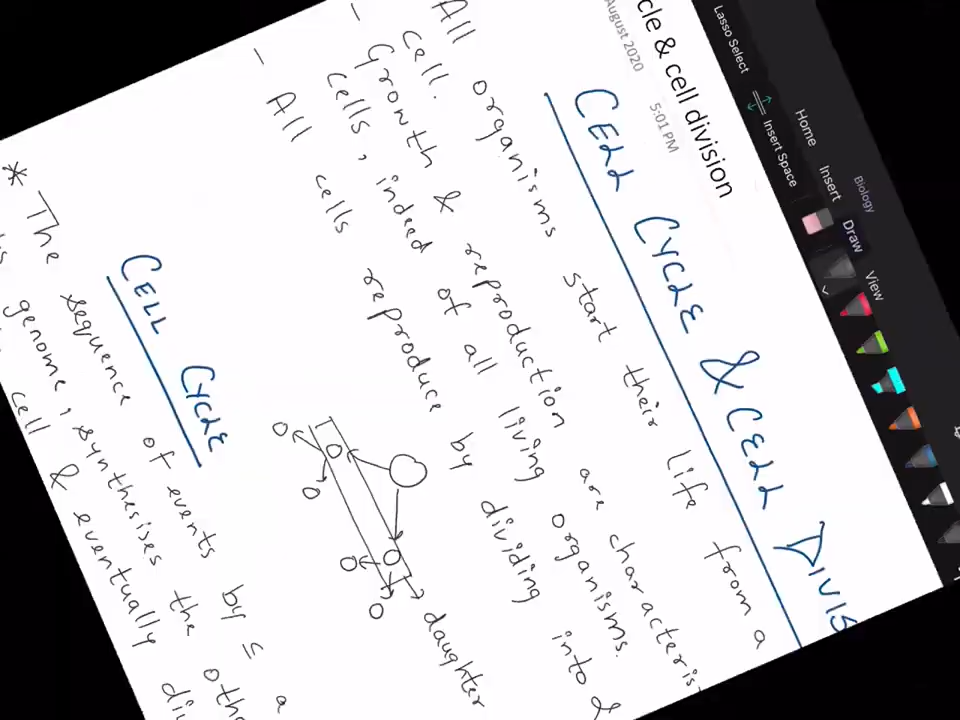 Biology
Home Insert Draw View
Lasso Select Insert Space
cle & cell division
August 2020 5:01 PM
CELL CYCLE & CELL DIVIS
All organisms start their life from a
cell.
- Growth & reproduction are characteris
cells, indeed of all living organisms.
- All cells reproduce by dividing into 2
daughter
CELL CYCLE
* The sequence of events by a
genome, synthesises the oth
cell & eventually di